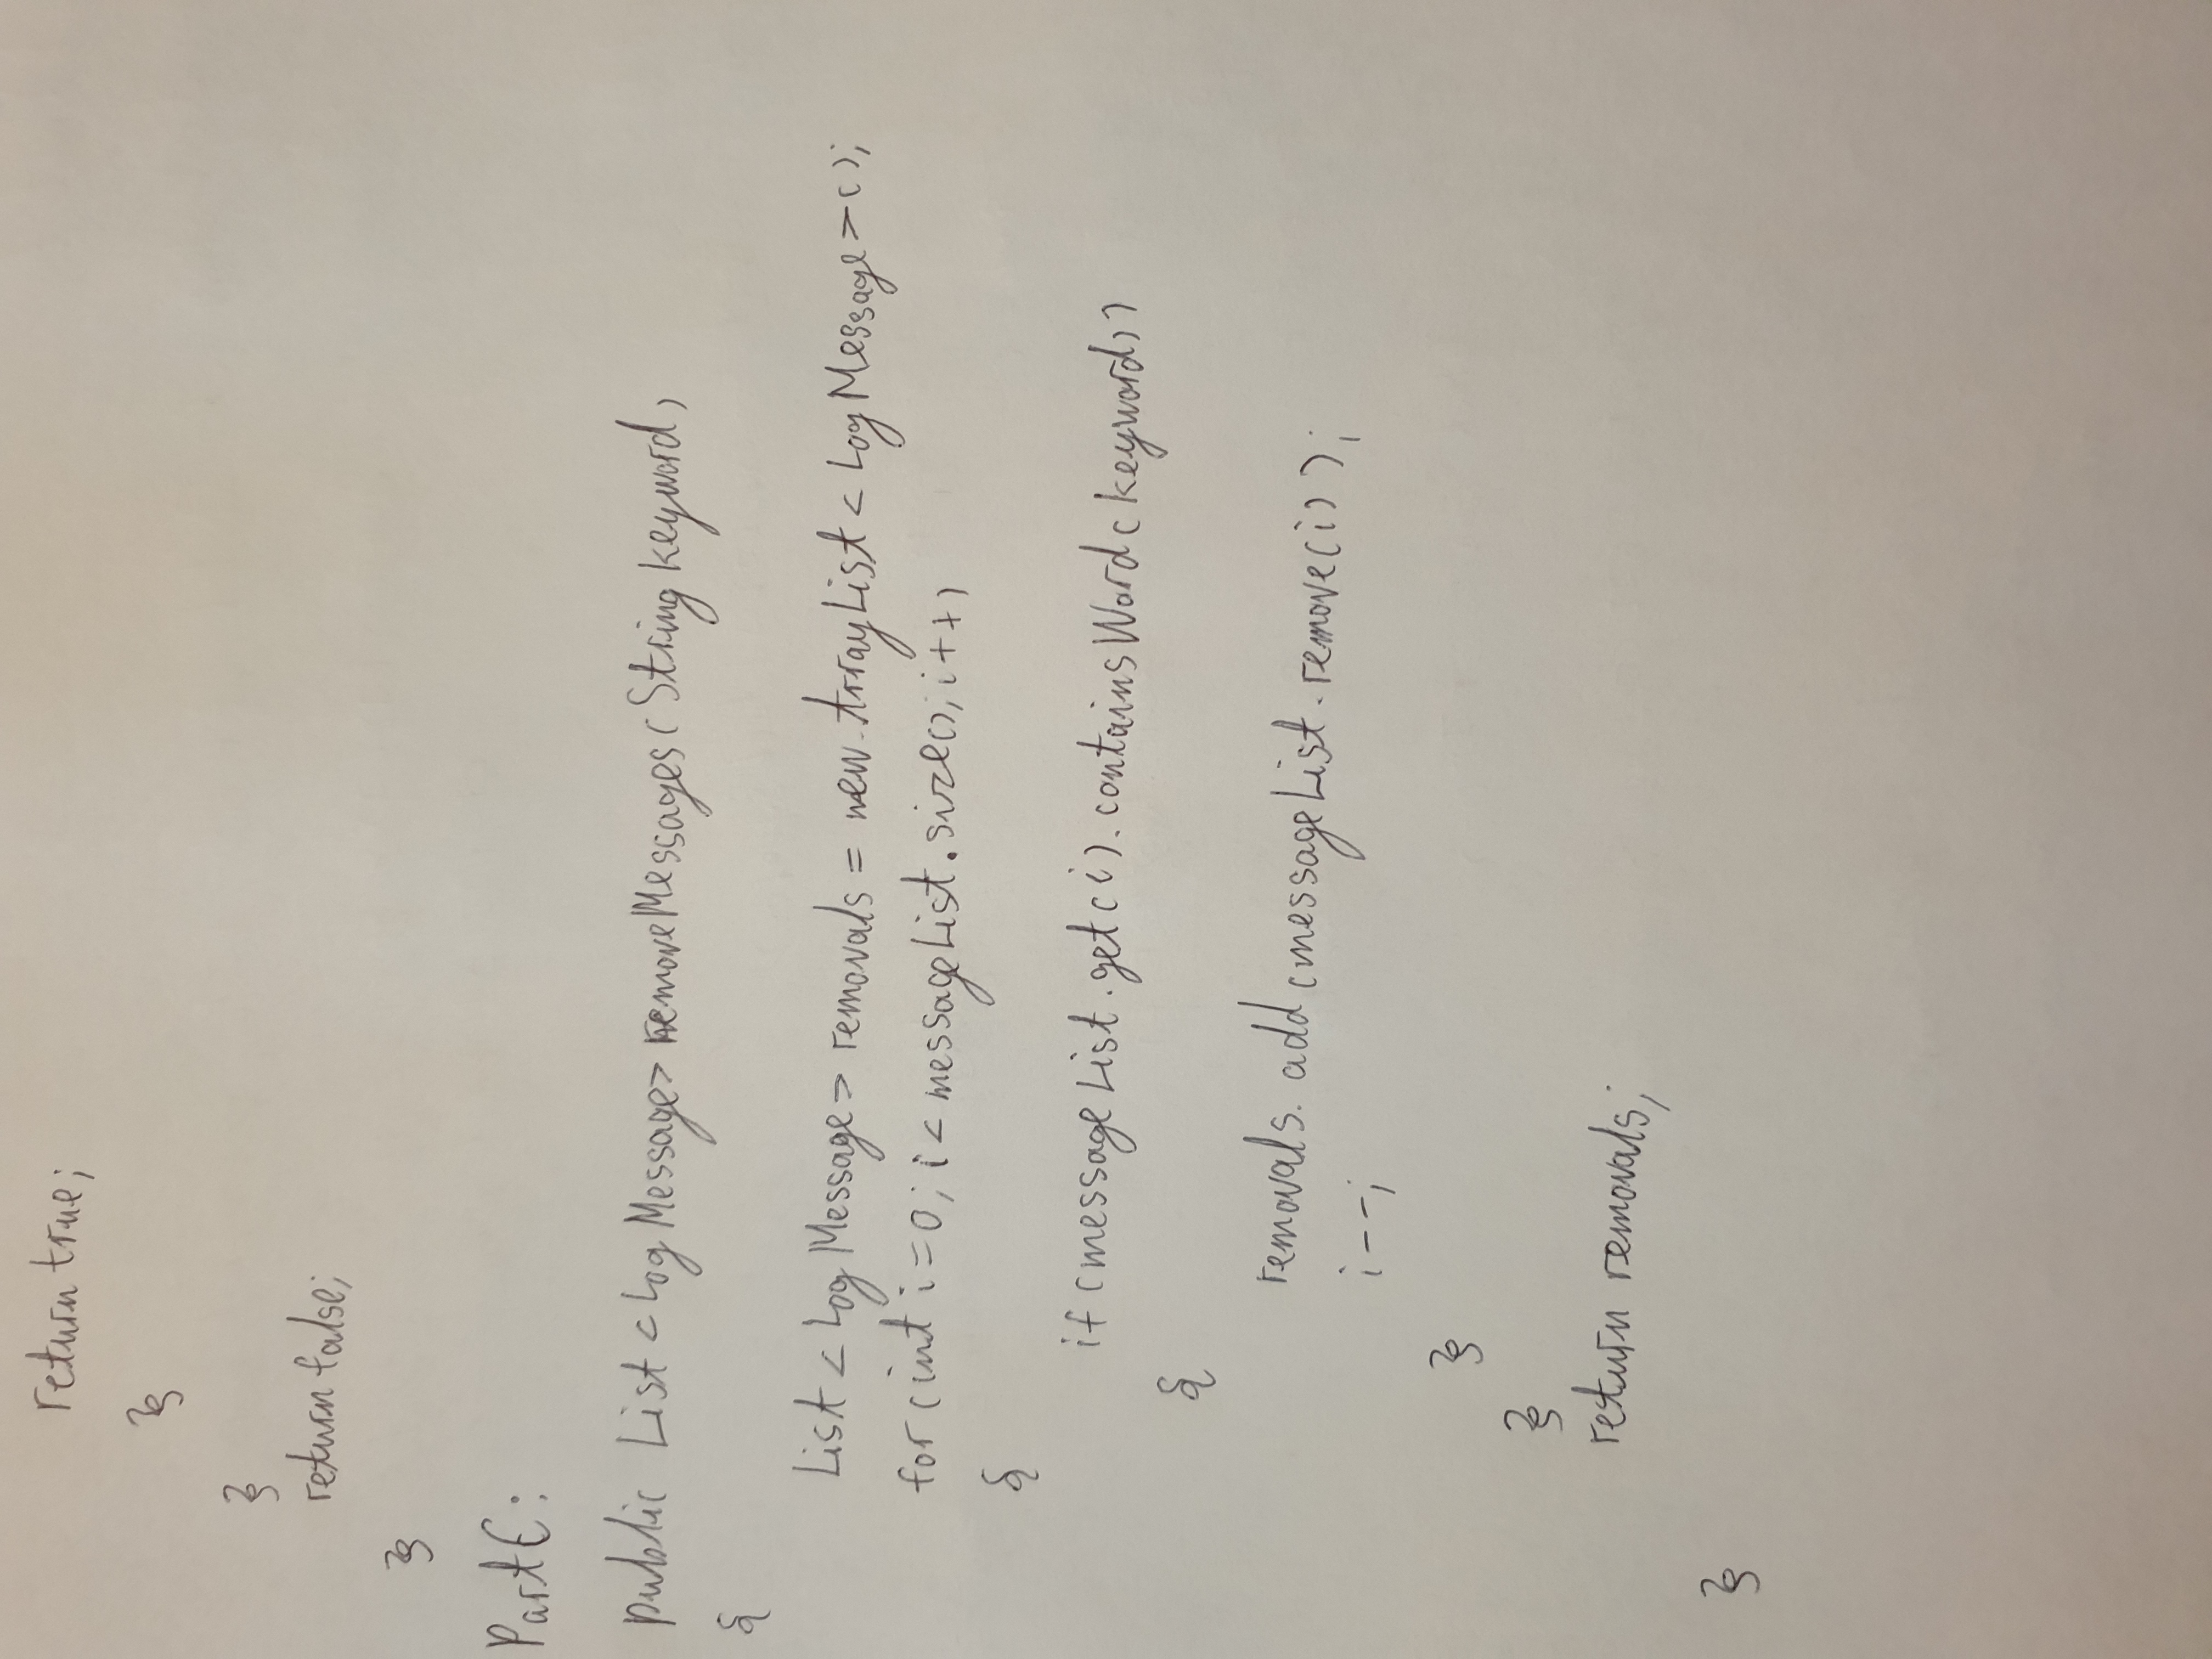 return true;
}
}
return false;
}
Part C:
public List<LogMessage> removeMessages(String keyword)
{
List<LogMessage> removals = new ArrayList<LogMessage>();
for(int i=0; i<messageList.size(); i++)
{
if(messageList.get(i).containsWord(keyword))
{
removals.add(messageList.remove(i));
i--;
}
}
return removals;
}